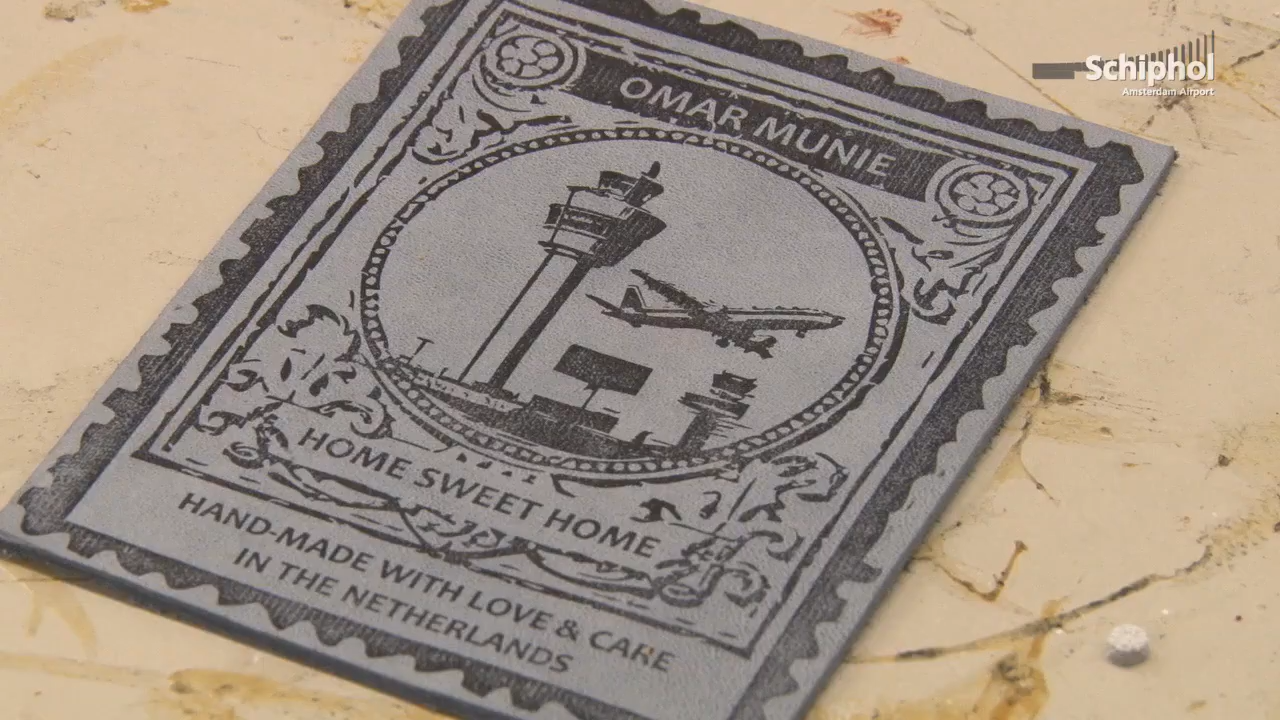 Schiphol
Amsterdam Airport
OMAR MUNIE
HOME SWEET HOME
HAND-MADE WITH LOVE & CARE
IN THE NETHERLANDS